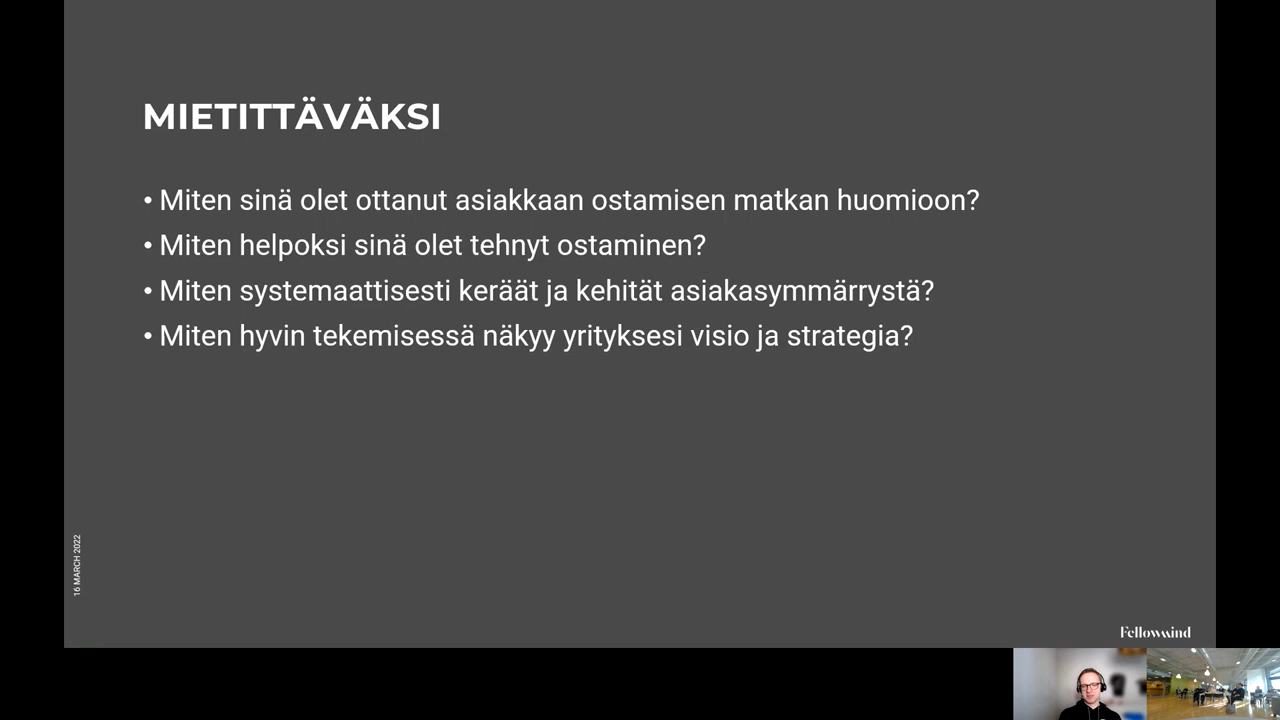 MIETITTÄVÄKSI
• Miten sinä olet ottanut asiakkaan ostamisen matkan huomioon?
• Miten helpoksi sinä olet tehnyt ostaminen?
• Miten systemaattisesti keräät ja kehität asiakasymmärrystä?
• Miten hyvin tekemisessä näkyy yrityksesi visio ja strategia?
16 MARCH 2022
Fellowmind